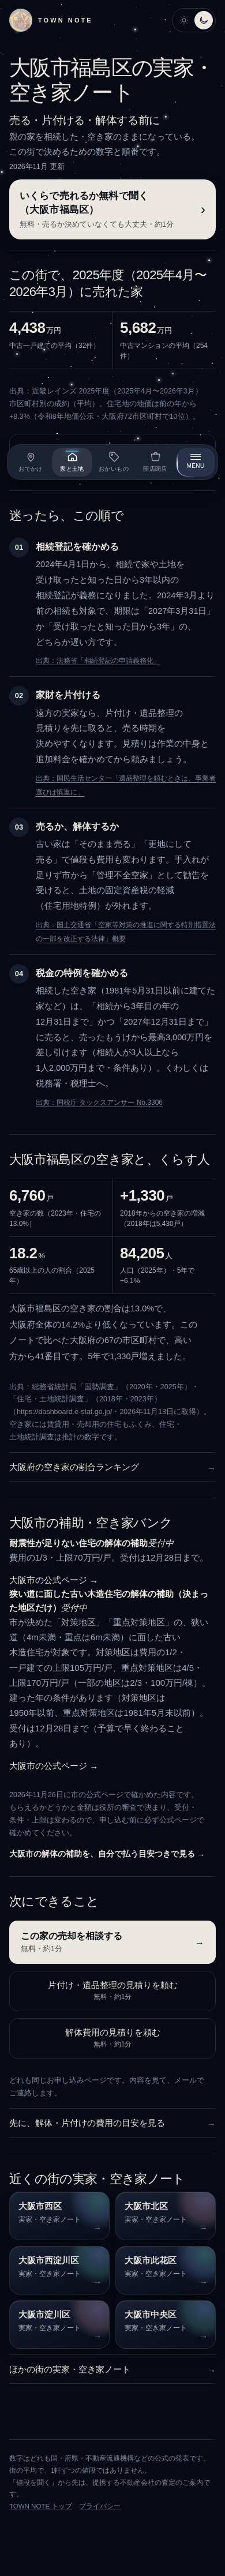 TOWN NOTE
大阪市福島区の実家・
空き家ノート
売る・片付ける・解体する前に
親の家を相続した・空き家のままになっている。
この街で決めるための数字と順番です。
2026年11月 更新
いくらで売れるか無料で聞く
（大阪市福島区）
無料・売るか決めていなくても大丈夫・約1分
この街で、2025年度（2025年4月〜
2026年3月）に売れた家
4,438万円
中古一戸建ての平均（32件）
5,682万円
中古マンションの平均（254
件）
出典：近畿レインズ 2025年度（2025年4月〜2026年3月）
市区町村別の成約（平均）。住宅地の地価は前の年から
+8.3%（令和8年地価公示・大阪府72市区町村で10位）。
おでかけ
家と土地
おかいもの
開店閉店
MENU
迷ったら、この順で
01
相続登記を確かめる
2024年4月1日から、相続で家や土地を
受け取ったと知った日から3年以内の
相続登記が義務になりました。2024年3月より
前の相続も対象で、期限は「2027年3月31日」
か「受け取ったと知った日から3年」の、
どちらか遅い方です。
出典：法務省「相続登記の申請義務化」
02
家財を片付ける
遠方の実家なら、片付け・遺品整理の
見積りを先に取ると、売る時期を
決めやすくなります。見積りは作業の中身と
追加料金を確かめてから頼みましょう。
出典：国民生活センター「遺品整理を頼むときは、事業者
選びは慎重に」
03
売るか、解体するか
古い家は「そのまま売る」「更地にして
売る」で値段も費用も変わります。手入れが
足りず市から「管理不全空家」として勧告を
受けると、土地の固定資産税の軽減
（住宅用地特例）が外れます。
出典：国土交通省「空家等対策の推進に関する特別措置法
の一部を改正する法律」概要
04
税金の特例を確かめる
相続した空き家（1981年5月31日以前に建てた
家など）は、「相続から3年目の年の
12月31日まで」かつ「2027年12月31日まで」
に売ると、売ったもうけから最高3,000万円を
差し引けます（相続人が3人以上なら
1人2,000万円まで・条件あり）。くわしくは
税務署・税理士へ。
出典：国税庁 タックスアンサー No.3306
大阪市福島区の空き家と、くらす人
6,760戸
空き家の数（2023年・住宅の
13.0%）
+1,330戸
2018年からの空き家の増減
（2018年は5,430戸）
18.2%
65歳以上の人の割合（2025
年）
84,205人
人口（2025年）・5年で
+6.1%
大阪市福島区の空き家の割合は13.0%で、
大阪府全体の14.2%より低くなっています。この
ノートで比べた大阪府の67の市区町村で、高い
方から41番目です。5年で1,330戸増えました。
出典：総務省統計局「国勢調査」（2020年・2025年）・
「住宅・土地統計調査」（2018年・2023年）
（https://dashboard.e-stat.go.jp/・2026年11月13日に取得）。
空き家には賃貸用・売却用の住宅もふくみ、住宅・
土地統計調査は推計の数字です。
大阪府の空き家の割合ランキング →
大阪市の補助・空き家バンク
耐震性が足りない住宅の解体の補助受付中
費用の1/3・上限70万円/戸。受付は12月28日まで。
大阪市の公式ページ →
狭い道に面した古い木造住宅の解体の補助（決まっ
た地区だけ）受付中
市が決めた「対策地区」「重点対策地区」の、狭い
道（4m未満・重点は6m未満）に面した古い
木造住宅が対象です。対策地区は費用の1/2・
一戸建ての上限105万円/戸、重点対策地区は4/5・
上限170万円/戸（一部の地区は2/3・100万円/棟）。
建った年の条件があります（対策地区は
1950年以前、重点対策地区は1981年5月末以前）。
受付は12月28日まで（予算で早く終わること
あり）。
大阪市の公式ページ →
2026年11月26日に市の公式ページで確かめた内容です。
もらえるかどうかと金額は役所の審査で決まり、受付・
条件・上限は変わるので、申し込む前に必ず公式ページで
確かめてください。
大阪市の解体の補助を、自分で払う目安つきで見る →
次にできること
この家の売却を相談する
無料・約1分
→
片付け・遺品整理の見積りを頼む
無料・約1分
解体費用の見積りを頼む
無料・約1分
どれも同じお申し込みページです。内容を見て、メールで
ご連絡します。
先に、解体・片付けの費用の目安を見る →
近くの街の実家・空き家ノート
大阪市西区
実家・空き家ノート
→
大阪市北区
実家・空き家ノート
→
大阪市西淀川区
実家・空き家ノート
→
大阪市此花区
実家・空き家ノート
→
大阪市淀川区
実家・空き家ノート
→
大阪市中央区
実家・空き家ノート
→
ほかの街の実家・空き家ノート →
数字はどれも国・府県・不動産流通機構などの公式の発表です。
街の平均で、1軒ずつの値段ではありません。
「値段を聞く」から先は、提携する不動産会社の査定のご案内で
す。
TOWN NOTE トップ プライバシー